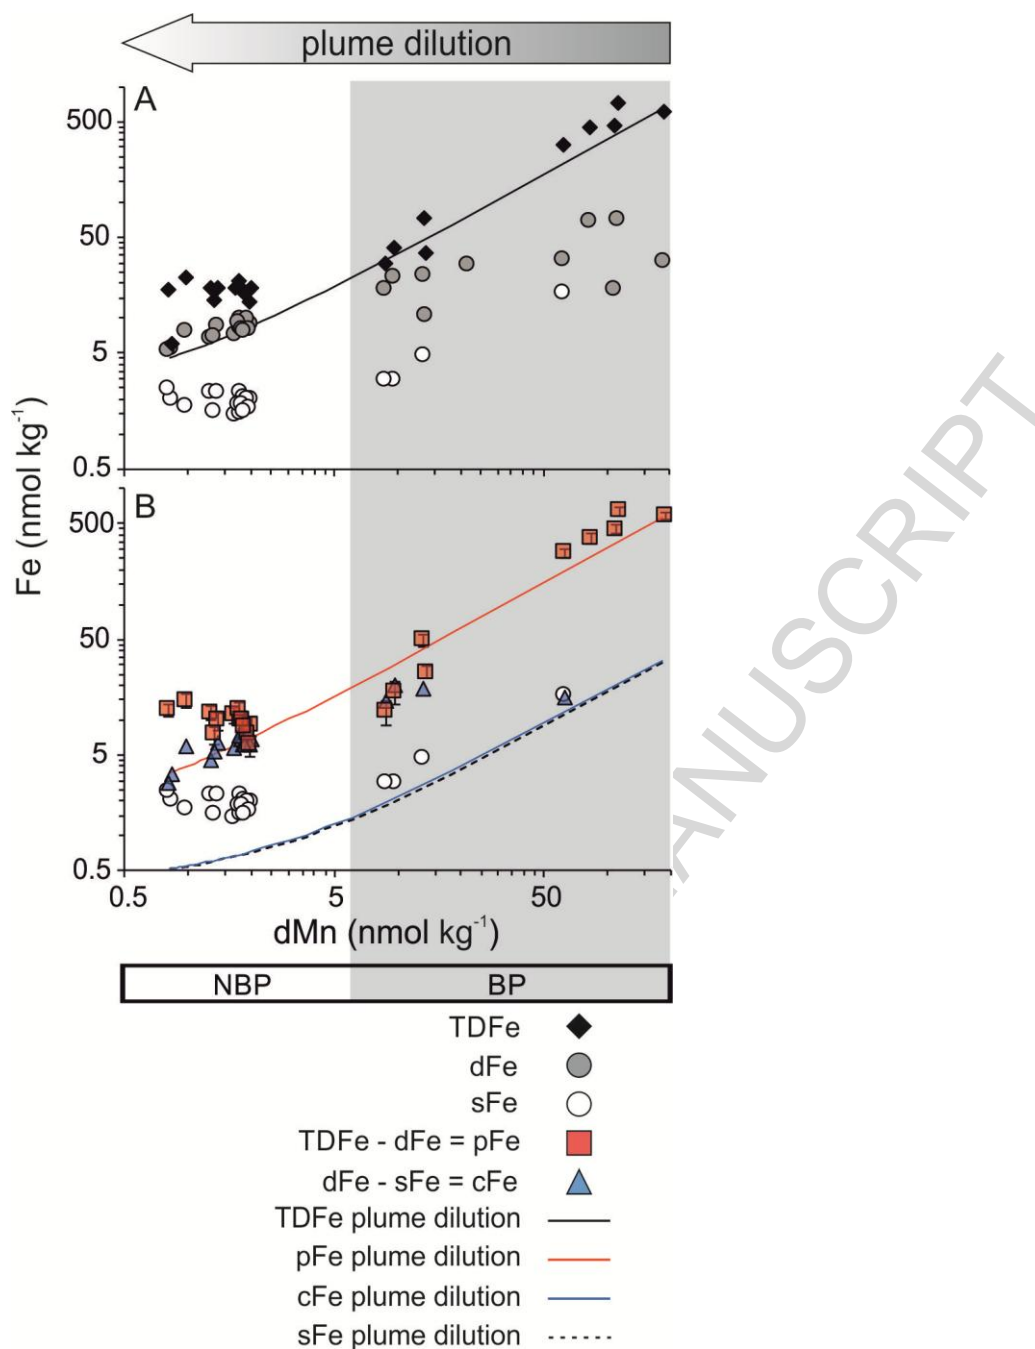 plume dilution
A
500
50
5
0.5
Fe (nmol kg-1)
B
500
50
5
0.5
0.5 5 50
dMn (nmol kg-1)
NBP BP
TDFe
dFe
sFe
TDFe - dFe = pFe
dFe - sFe = cFe
TDFe plume dilution
pFe plume dilution
cFe plume dilution
sFe plume dilution
ANUSCRIPT